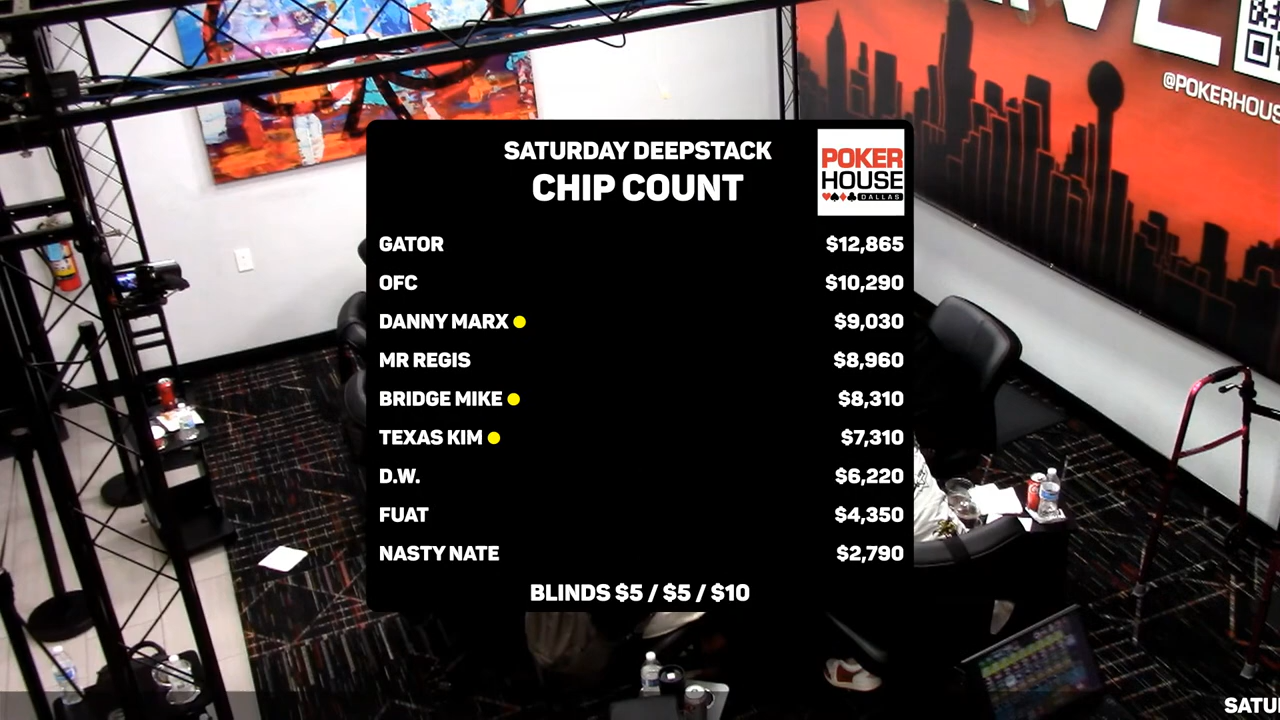 @POKERHOUS
SATURDAY DEEPSTACK
CHIP COUNT
POKER
HOUSE
DALLAS
GATOR $12,865
OFC $10,290
DANNY MARX $9,030
MR REGIS $8,960
BRIDGE MIKE $8,310
TEXAS KIM $7,310
D.W. $6,220
FUAT $4,350
NASTY NATE $2,790
BLINDS $5 / $5 / $10
SATU